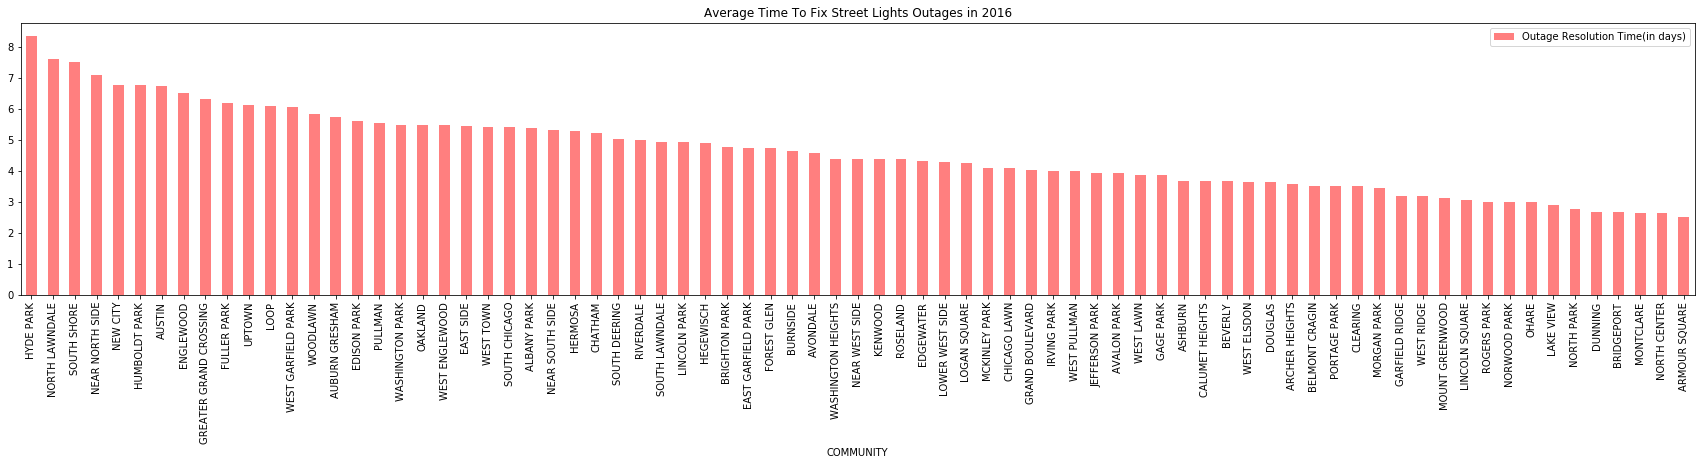 Average Time To Fix Street Lights Outages in 2016
Outage Resolution Time(in days)
8
7
6
5
4
3
2
1
0
HYDE PARK
NORTH LAWNDALE
SOUTH SHORE
NEAR NORTH SIDE
NEW CITY
HUMBOLDT PARK
AUSTIN
ENGLEWOOD
GREATER GRAND CROSSING
FULLER PARK
UPTOWN
LOOP
WEST GARFIELD PARK
WOODLAWN
AUBURN GRESHAM
EDISON PARK
PULLMAN
WASHINGTON PARK
OAKLAND
WEST ENGLEWOOD
EAST SIDE
WEST TOWN
SOUTH CHICAGO
ALBANY PARK
NEAR SOUTH SIDE
HERMOSA
CHATHAM
SOUTH DEERING
RIVERDALE
SOUTH LAWNDALE
LINCOLN PARK
HEGEWISCH
BRIGHTON PARK
EAST GARFIELD PARK
FOREST GLEN
BURNSIDE
AVONDALE
WASHINGTON HEIGHTS
NEAR WEST SIDE
KENWOOD
ROSELAND
EDGEWATER
LOWER WEST SIDE
LOGAN SQUARE
MCKINLEY PARK
CHICAGO LAWN
GRAND BOULEVARD
IRVING PARK
WEST PULLMAN
JEFFERSON PARK
AVALON PARK
WEST LAWN
GAGE PARK
ASHBURN
CALUMET HEIGHTS
BEVERLY
WEST ELSDON
DOUGLAS
ARCHER HEIGHTS
BELMONT CRAGIN
PORTAGE PARK
CLEARING
MORGAN PARK
GARFIELD RIDGE
WEST RIDGE
MOUNT GREENWOOD
LINCOLN SQUARE
ROGERS PARK
NORWOOD PARK
OHARE
LAKE VIEW
NORTH PARK
DUNNING
BRIDGEPORT
MONTCLARE
NORTH CENTER
ARMOUR SQUARE
COMMUNITY